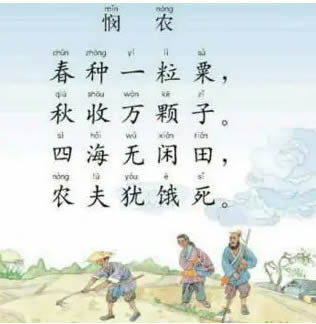 mǐn nóng
悯 农
chūn zhòng yí lì sù
春种一粒粟，
qiū shōu wàn kē zǐ
秋收万颗子。
sì hǎi wú xián tián
四海无闲田，
nóng fū yóu è sǐ
农夫犹饿死。